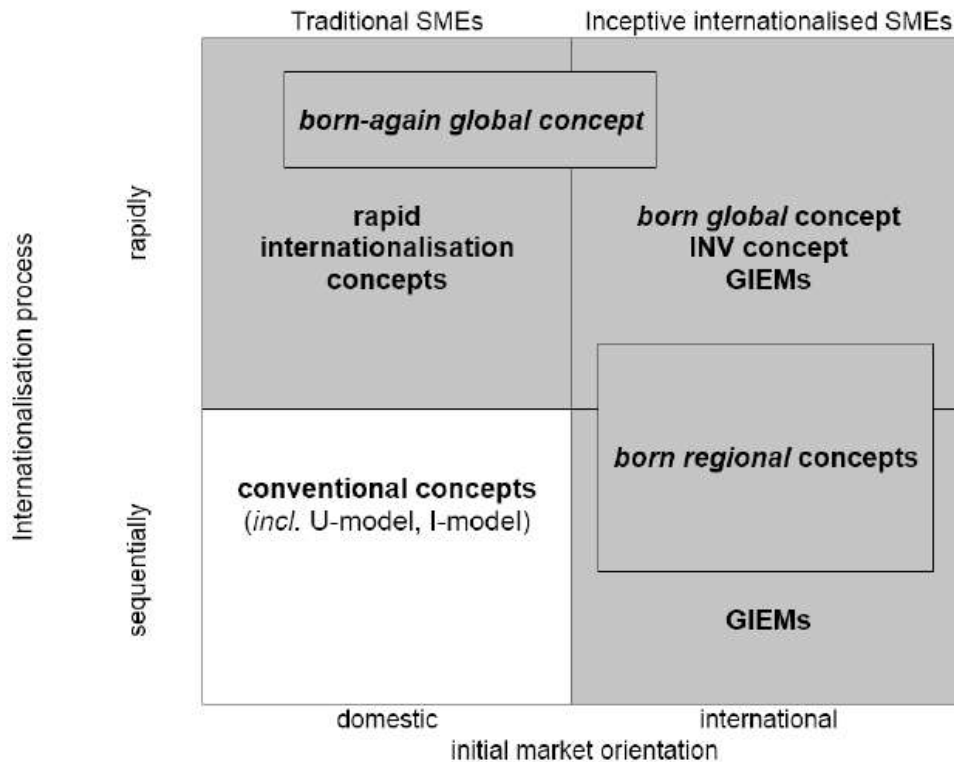 Traditional SMEs
Inceptive internationalised SMEs
born-again global concept
rapid
internationalisation
concepts
born global concept
INV concept
GIEMs
born regional concepts
conventional concepts
(incl. U-model, I-model)
GIEMs
Internationalisation process
rapidly
sequentially
domestic
international
initial market orientation